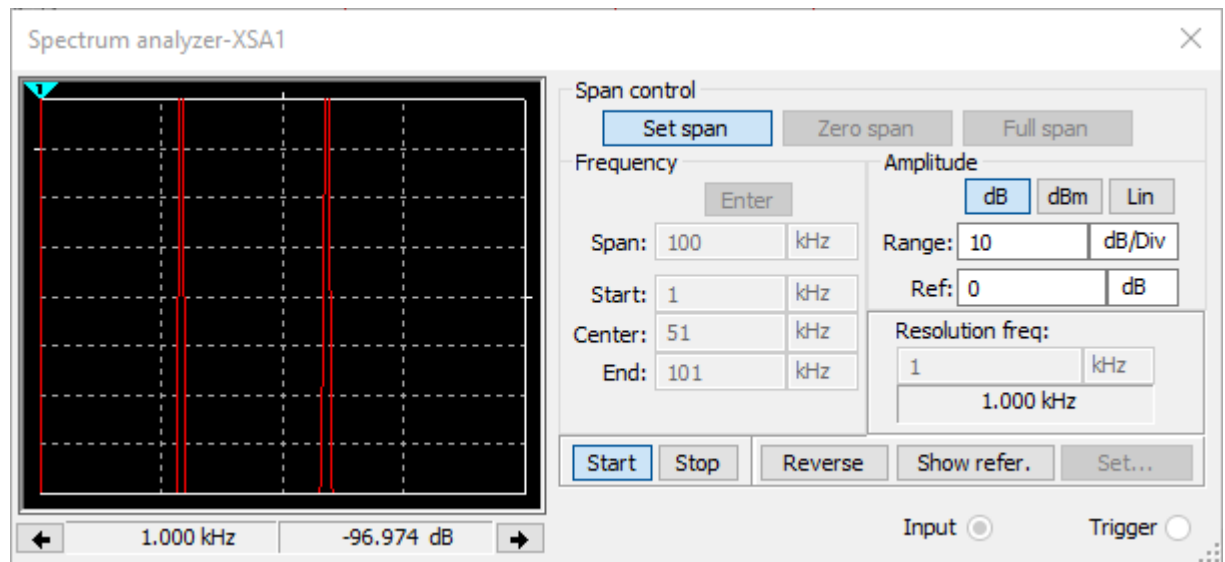 Spectrum analyzer-XSA1
1
Span control
Set span Zero span Full span
Frequency
Enter
Span: 100 kHz
Start: 1 kHz
Center: 51 kHz
End: 101 kHz
Amplitude
dB dBm Lin
Range: 10 dB/Div
Ref: 0 dB
Resolution freq:
1 kHz
1.000 kHz
Start Stop Reverse Show refer. Set...
1.000 kHz -96.974 dB
Input Trigger